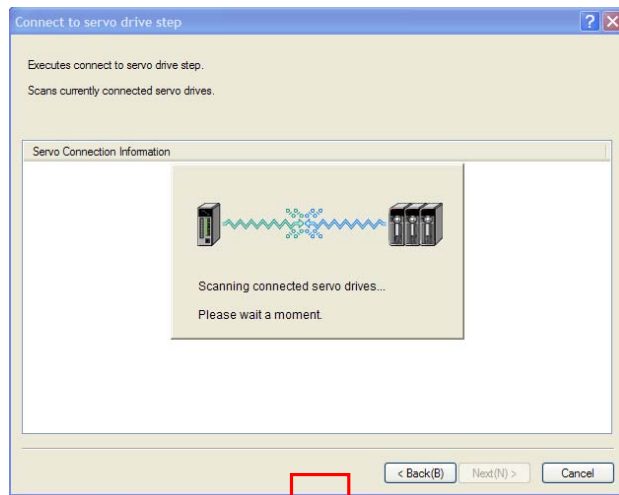 Connect to servo drive step
Executes connect to servo drive step.
Scans currently connected servo drives.
Servo Connection Information
Scanning connected servo drives...
Please wait a moment.
< Back(B) Next(N) > Cancel